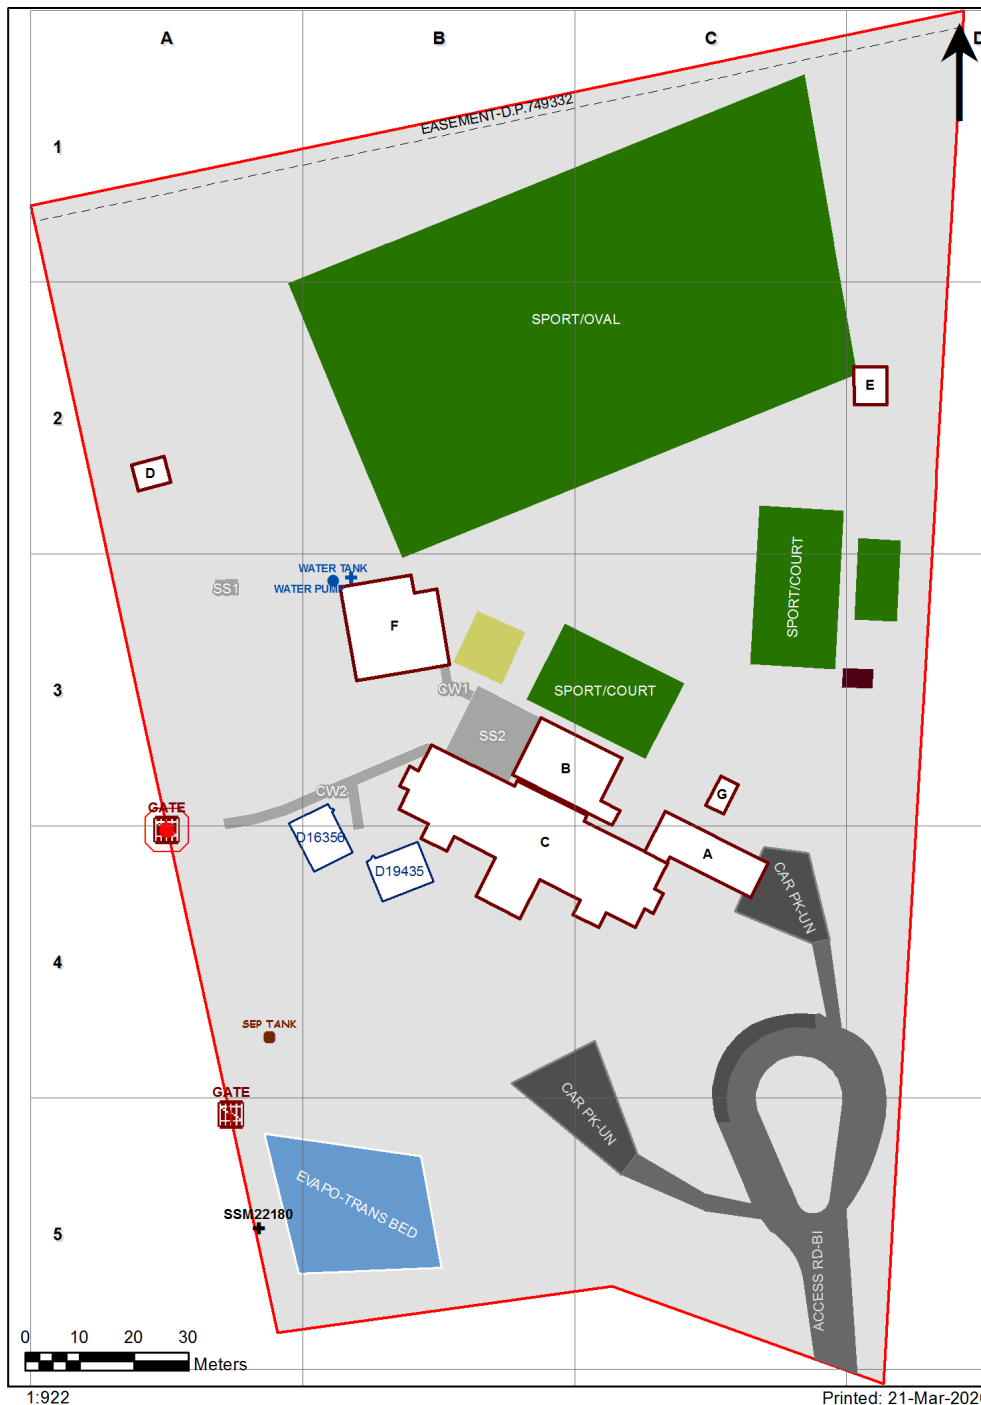 A B C D
EASEMENT-D.P.749332
1
SPORT/OVAL
E
2
D
SPORT/COURT
WATER TANK
SS1
WATER PUM
F
SPORT/COURT
CW1
3
SS2
B
CW2
G
GATE
D16356
C
A
D19435
CAR PK-UN
4
SEP TANK
GATE
CAR PK-UN
EVAPO-TRANS BED
SSM22180
5
ACCESS RD-BI
0 10 20 30
Meters
1:922
Printed: 21-Mar-202